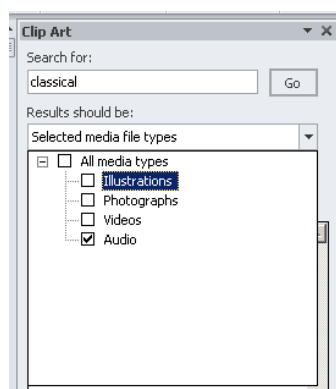 Clip Art
Search for:
classical
Go
Results should be:
Selected media file types
All media types
Illustrations
Photographs
Videos
Audio